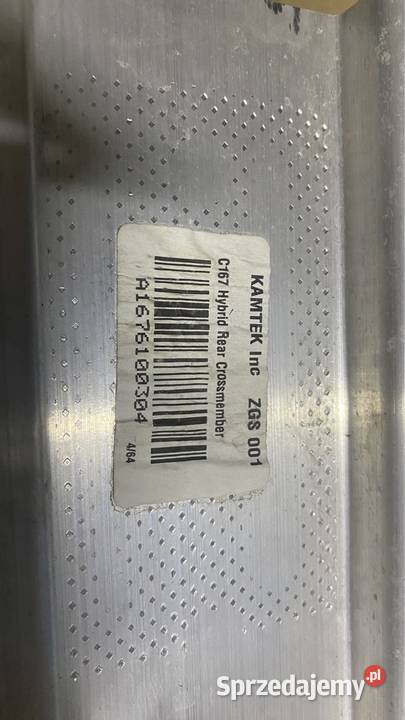 KAMTEK Inc ZGS 001
C167 Hybrid Rear Crossmember
A1676100304
4/64
Sprzedajemy.pl